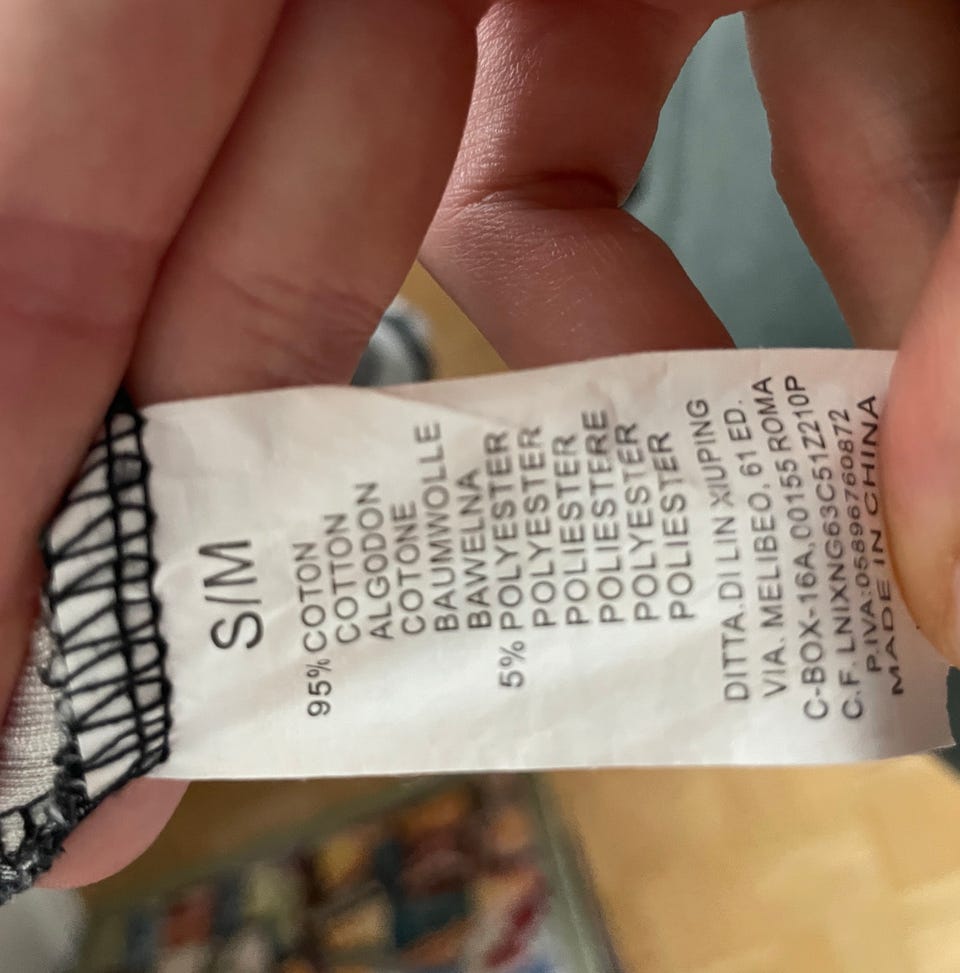 S/M
95% COTON
COTTON
ALGODON
COTONE
BAUMWOLLE
BAWELNA
5% POLYESTER
POLYESTER
POLIESTER
POLIESTERE
POLYESTER
POLIESTER
DITTA.DI LIN XIUPING
VIA. MELIBEO. 61 ED.
C-BOX-16A, 00155 ROMA
C.F. LNIXNG63C51Z210P
P.IVA:05896760872
MADE IN CHINA